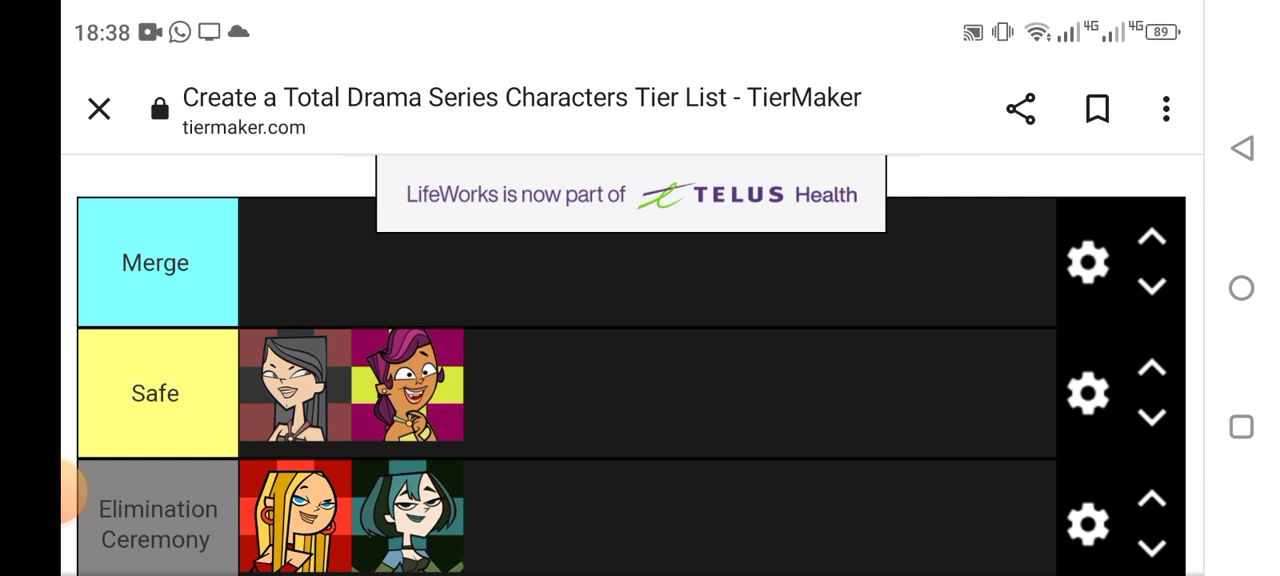 18:38
4G 4G 89
Create a Total Drama Series Characters Tier List - TierMaker
tiermaker.com
LifeWorks is now part of TELUS Health
Merge
Safe
Elimination
Ceremony